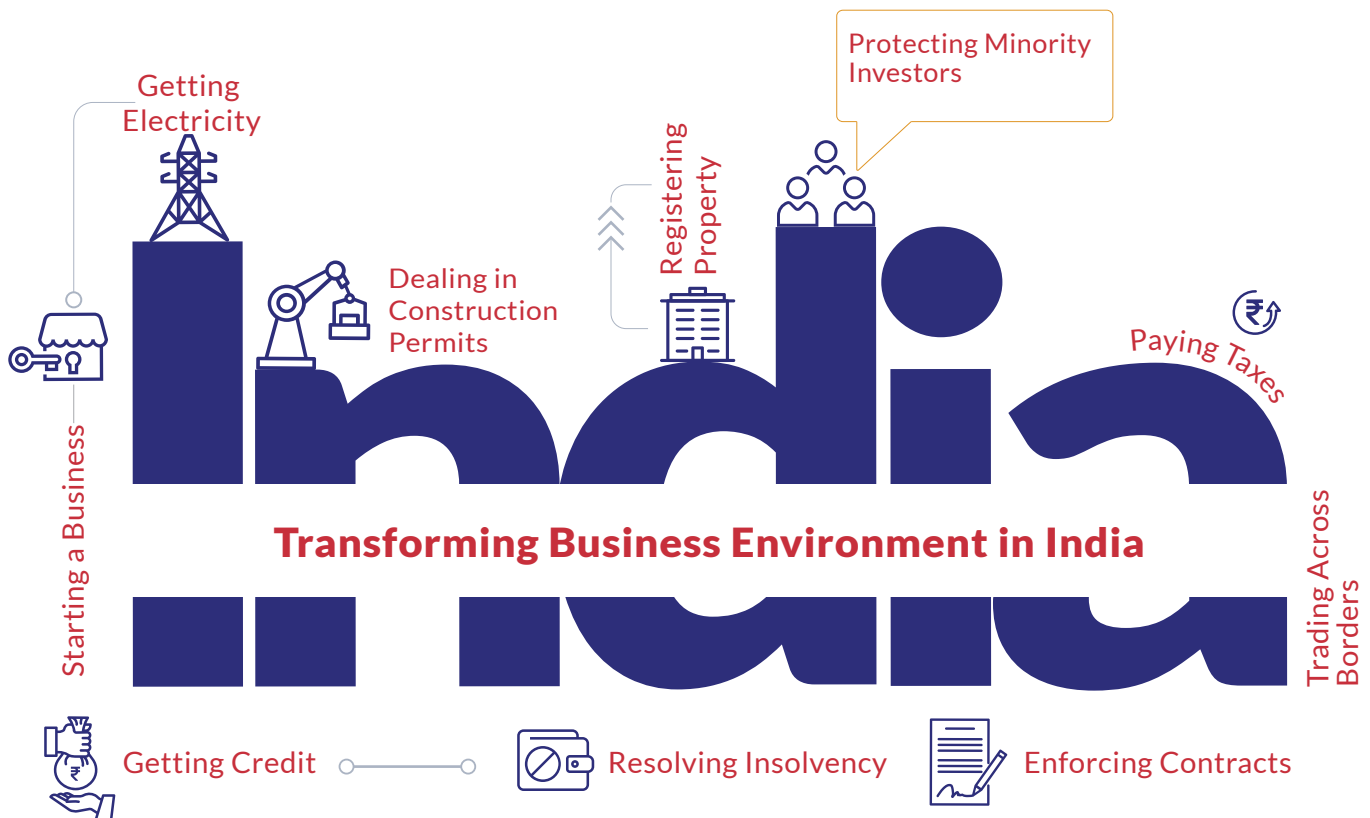 Protecting Minority
Investors
Getting
Electricity
Registering
Property
Dealing in
Construction
Permits
Paying Taxes
Starting a Business
India
Transforming Business Environment in India
Trading Across
Borders
Getting Credit
Resolving Insolvency
Enforcing Contracts
₹
₹